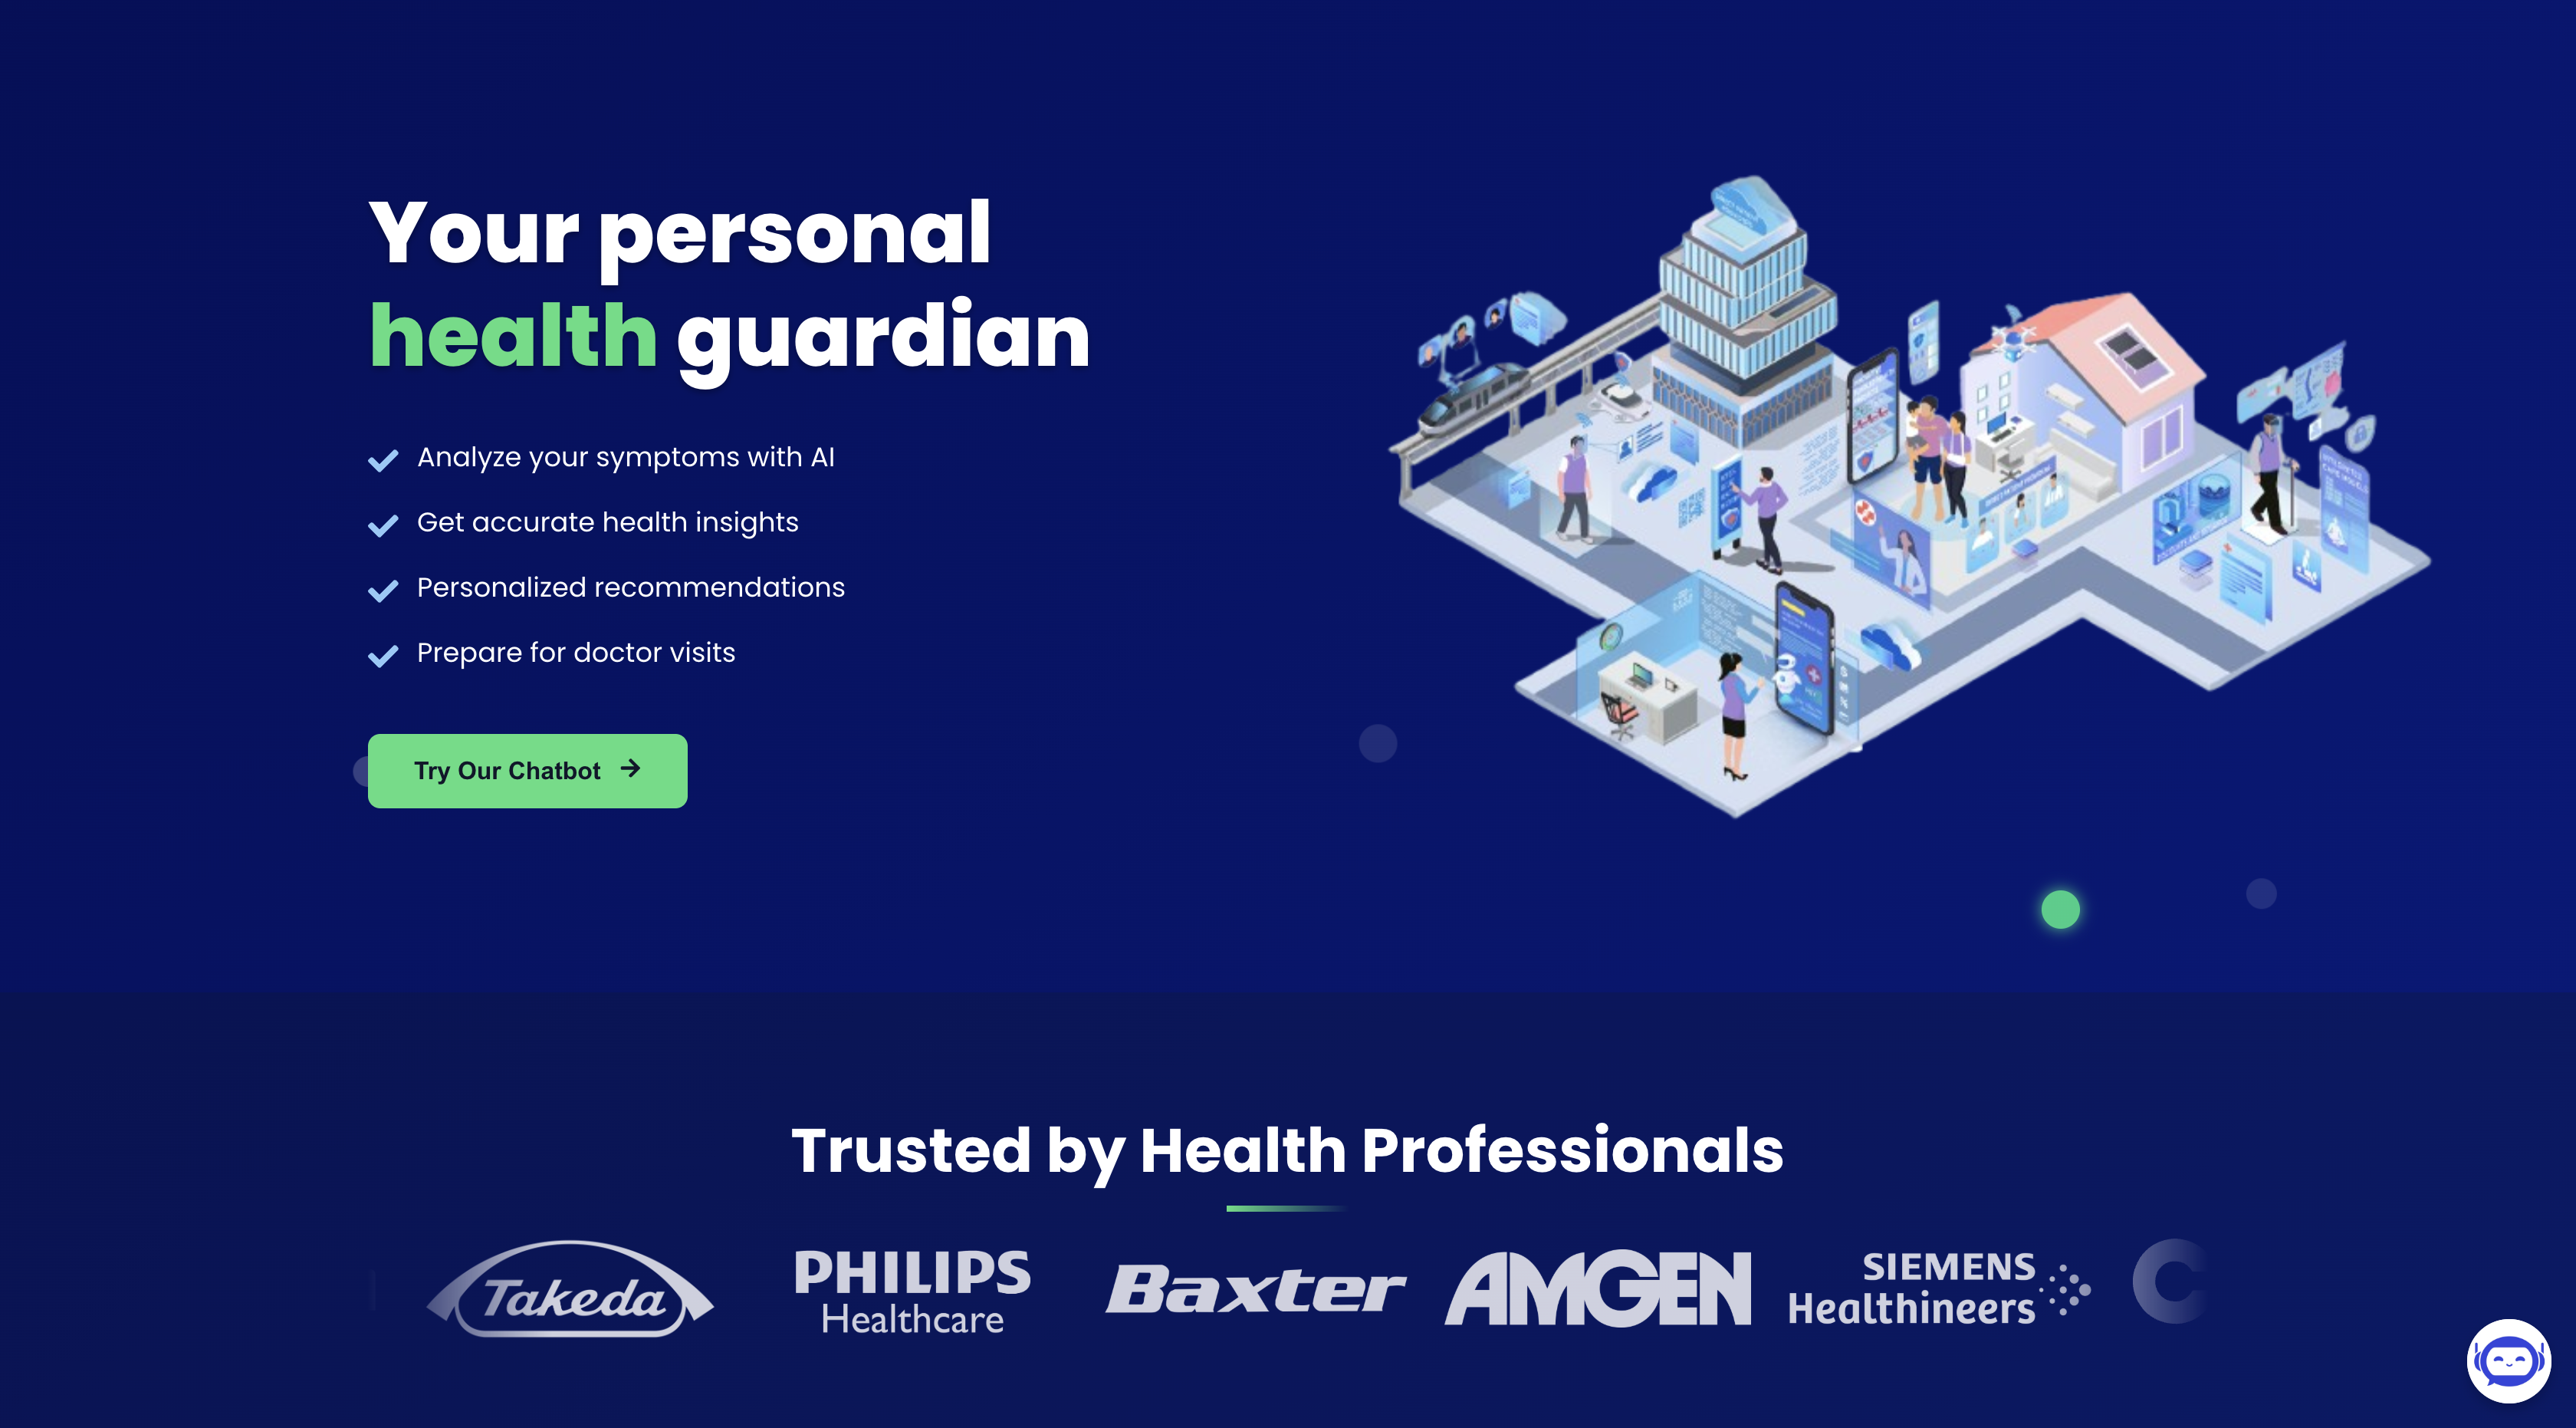 Your personal
health guardian
Analyze your symptoms with AI
Get accurate health insights
Personalized recommendations
Prepare for doctor visits
Try Our Chatbot
Trusted by Health Professionals
Takeda
PHILIPS
Healthcare
Baxter
AMGEN
SIEMENS
Healthineers